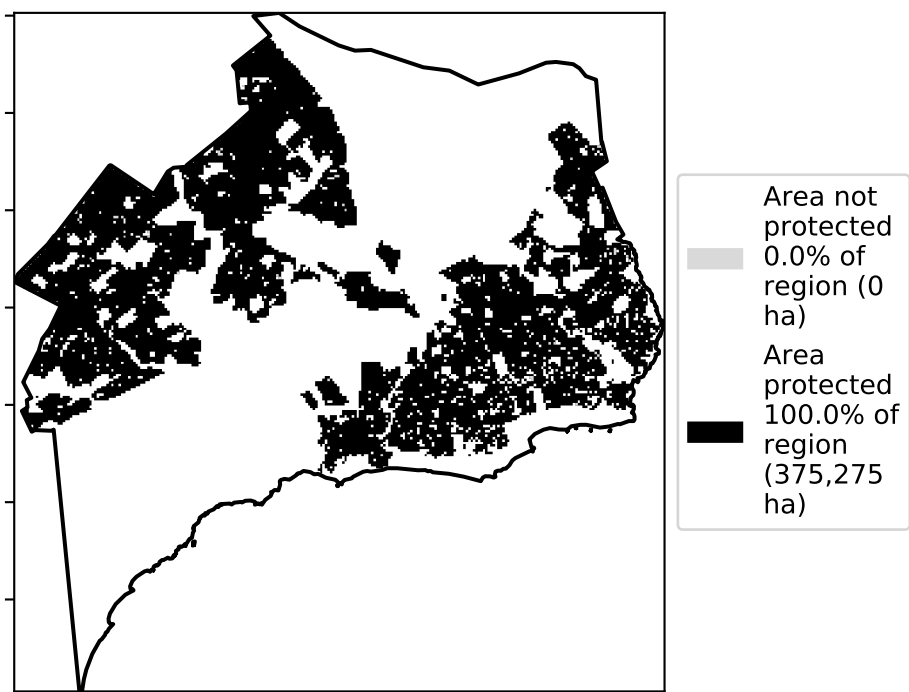 Area not
protected
0.0% of
region (0
ha)
Area
protected
100.0% of
region
(375,275
ha)